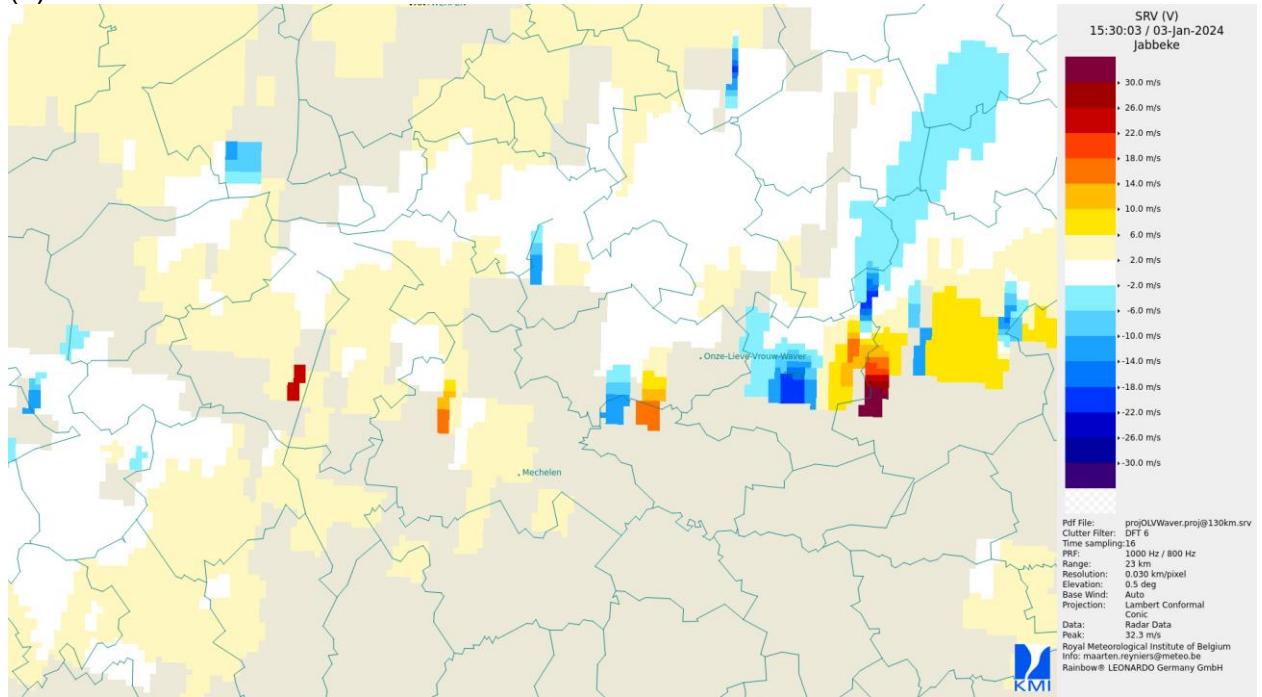 SRV (V)
15:30:03 / 03-Jan-2024
Jabbeke
30.0 m/s
26.0 m/s
22.0 m/s
18.0 m/s
14.0 m/s
10.0 m/s
6.0 m/s
2.0 m/s
-2.0 m/s
-6.0 m/s
-10.0 m/s
-14.0 m/s
-18.0 m/s
-22.0 m/s
-26.0 m/s
-30.0 m/s
Onze-Lieve-Vrouw-Waver
Mechelen
Pdf File: projOLVWaver.proj@130km.srv
Clutter Filter: DFT 6
Time sampling:16
PRF: 1000 Hz / 800 Hz
Range: 23 km
Resolution: 0.030 km/pixel
Elevation: 0.5 deg
Base Wind: Auto
Projection: Lambert Conformal
Conic
Data: Radar Data
Peak: 32.3 m/s
Royal Meteorological Institute of Belgium
Info: maarten.reyniers@meteo.be
Rainbow® LEONARDO Germany GmbH
KMI